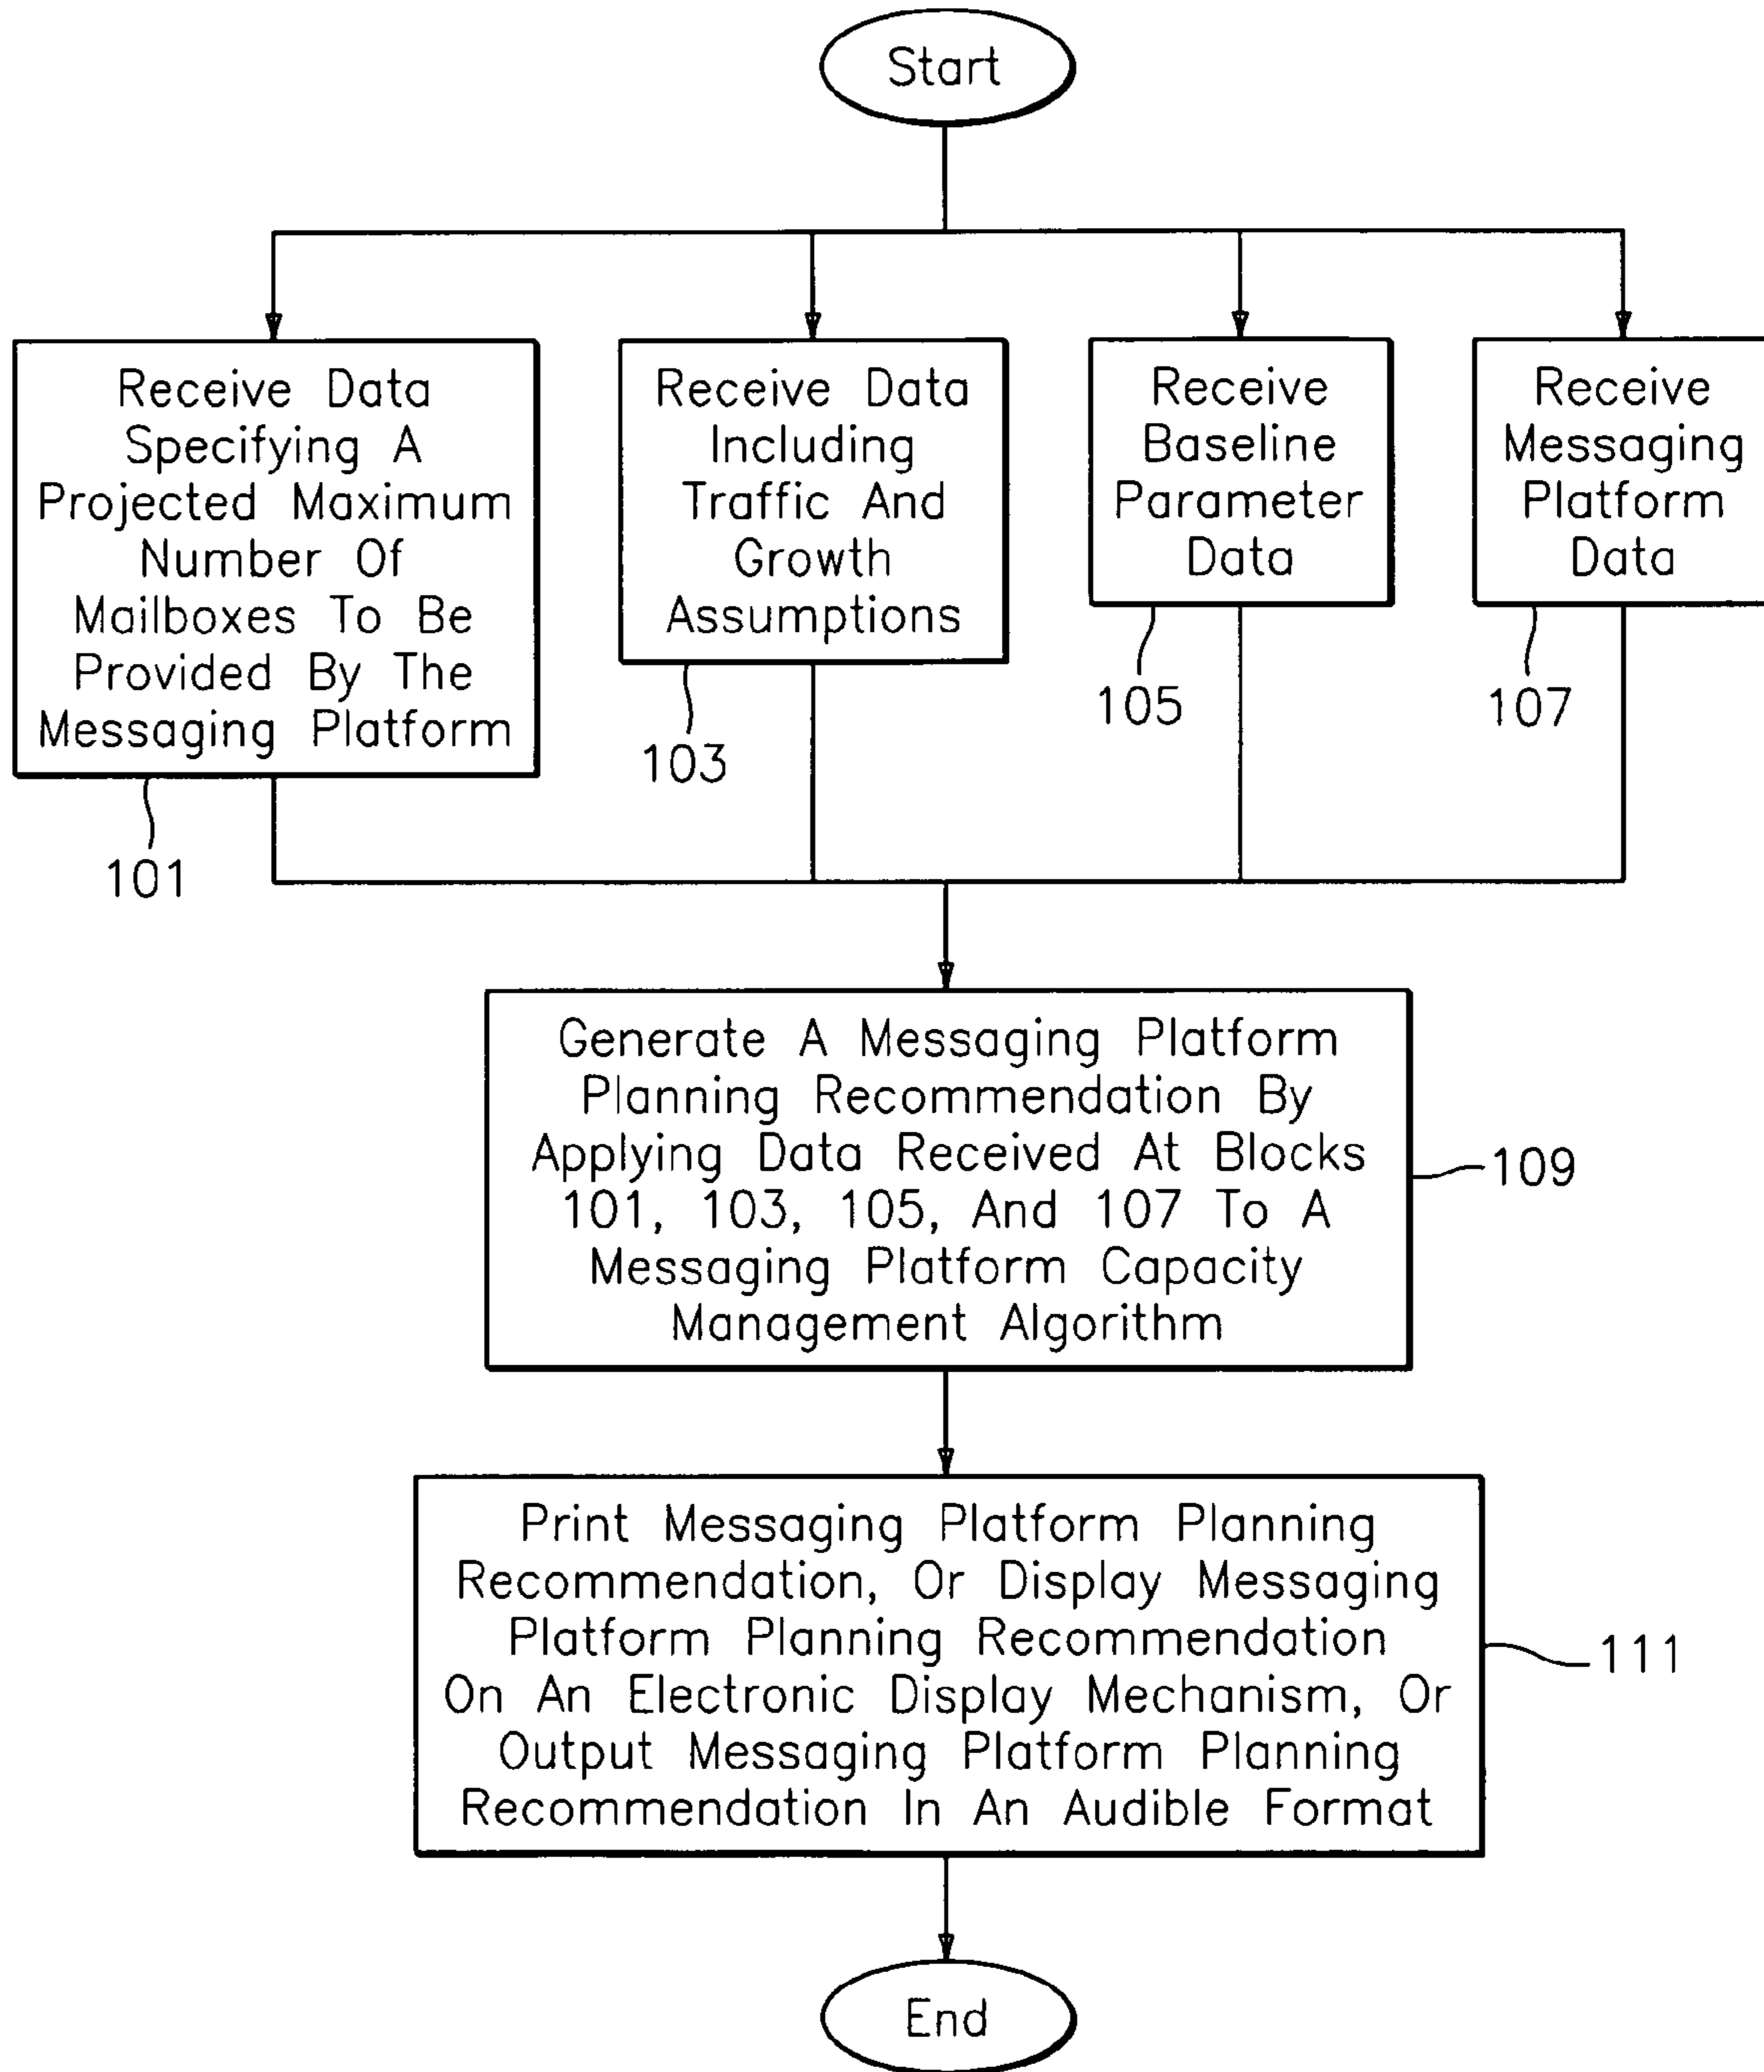 Start
Receive Data
Specifying A
Projected Maximum
Number Of
Mailboxes To Be
Provided By The
Messaging Platform
101
Receive Data
Including
Traffic And
Growth
Assumptions
103
Receive
Baseline
Parameter
Data
105
Receive
Messaging
Platform
Data
107
Generate A Messaging Platform
Planning Recommendation By
Applying Data Received At Blocks
101, 103, 105, And 107 To A
Messaging Platform Capacity
Management Algorithm
109
Print Messaging Platform Planning
Recommendation, Or Display Messaging
Platform Planning Recommendation
On An Electronic Display Mechanism, Or
Output Messaging Platform Planning
Recommendation In An Audible Format
111
End